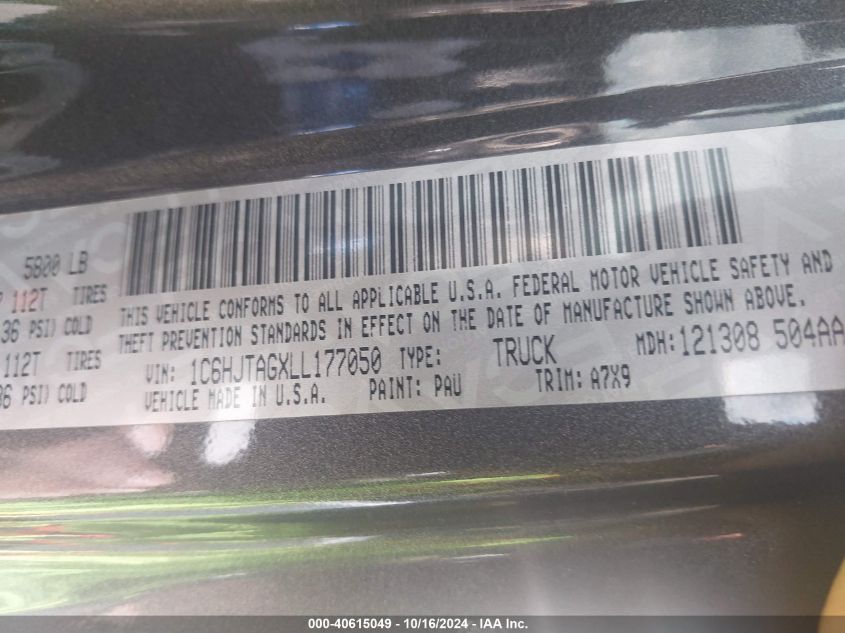 5800 LB
112T TIRES
36 PSI) COLD
112T TIRES
36 PSI) COLD
THIS VEHICLE CONFORMS TO ALL APPLICABLE U.S.A. FEDERAL MOTOR VEHICLE SAFETY AND
THEFT PREVENTION STANDARDS IN EFFECT ON THE DATE OF MANUFACTURE SHOWN ABOVE.
VIN: 1C6HJTAGXLL177050 TYPE: TRUCK MDH: 121308 504AA
VEHICLE MADE IN U.S.A. PAINT: PAU TRIM: A7X9
000-40615049 - 10/16/2024 - IAA Inc.